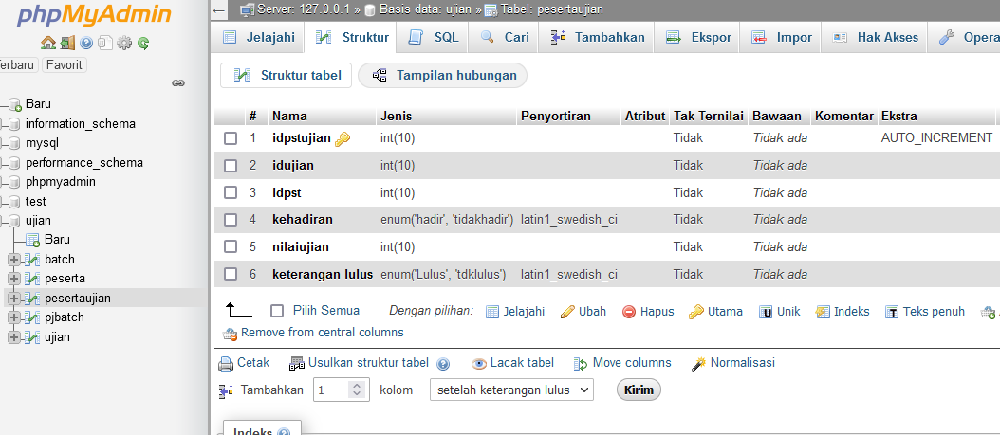 phpMyAdmin
Terbaru Favorit
Baru
information_schema
mysql
performance_schema
phpmyadmin
test
ujian
Baru
batch
peserta
pesertaujian
pjbatch
ujian
← Server: 127.0.0.1 » Basis data: ujian » Tabel: pesertaujian
Jelajahi Struktur SQL Cari Tambahkan Ekspor Impor Hak Akses Opera
Struktur tabel Tampilan hubungan
# Nama Jenis Penyortiran Atribut Tak Ternilai Bawaan Komentar Ekstra
1 idpstujian int(10) Tidak Tidak ada AUTO_INCREMENT
2 idujian int(10) Tidak Tidak ada
3 idpst int(10) Tidak Tidak ada
4 kehadiran enum('hadir', 'tidakhadir') latin1_swedish_ci Tidak Tidak ada
5 nilaiujian int(10) Tidak Tidak ada
6 keterangan lulus enum('Lulus', 'tdklulus') latin1_swedish_ci Tidak Tidak ada
Pilih Semua Dengan pilihan: Jelajahi Ubah Hapus Utama Unik Indeks Teks penuh
Remove from central columns
Cetak Usulkan struktur tabel Lacak tabel Move columns Normalisasi
Tambahkan 1 kolom setelah keterangan lulus Kirim
Indeks